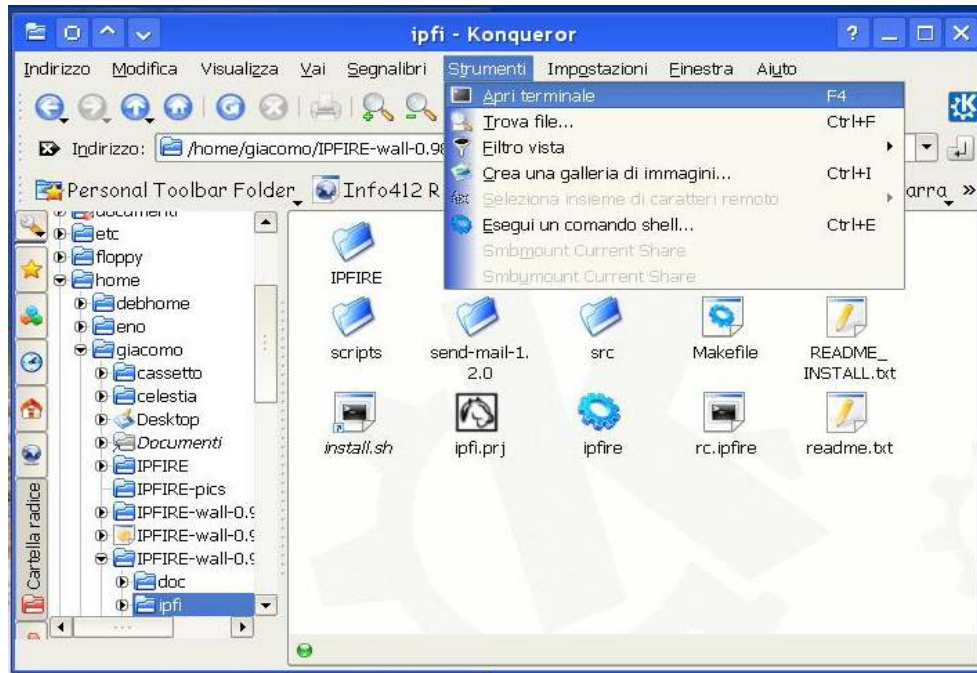 ipfi - Konqueror
Indirizzo Modifica Visualizza Vai Segnalibri Strumenti Impostazioni Finestra Aiuto
Apri terminale F4
Trova file... Ctrl+F
Filtro vista
Crea una galleria di immagini... Ctrl+I
Seleziona insieme di caratteri remoto
Esegui un comando shell... Ctrl+E
Smbmount Current Share
Smbumount Current Share
Indirizzo: /home/giacomo/IPFIRE-wall-0.98
Personal Toolbar Folder Info412 R arra »
Cartella radice
documenti
etc
floppy
home
debhome
eno
giacomo
cassetto
celestia
Desktop
Documenti
IPFIRE
IPFIRE-pics
IPFIRE-wall-0.9
IPFIRE-wall-0.9
IPFIRE-wall-0.9
doc
ipfi
IPFIRE
scripts send-mail-1.2.0 src Makefile README_INSTALL.txt
install.sh ipfi.prj ipfire rc.ipfire readme.txt